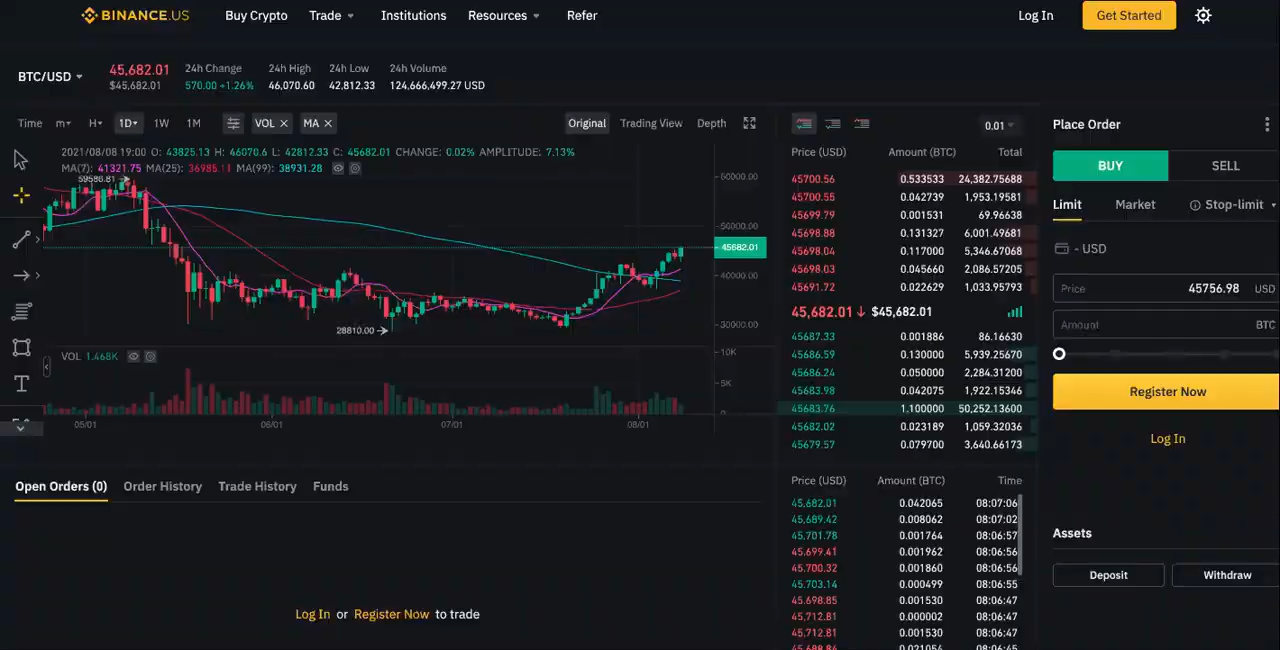 BINANCE.US Buy Crypto Trade Institutions Resources Refer Log In Get Started
BTC/USD 45,682.01 $45,682.01 24h Change 570.00 +1.26% 24h High 46,070.60 24h Low 42,812.33 24h Volume 124,666,499.27 USD
Time m H 1D 1W 1M VOL MA Original Trading View Depth
2021/08/08 19:00 O: 43825.13 H: 46070.6 L: 42812.33 C: 45682.01 CHANGE: 0.02% AMPLITUDE: 7.13%
MA(7): 41321.75 MA(25): 36985.11 MA(99): 38931.28
59586.81
60000.00
50000.00
45682.01
40000.00
30000.00
28810.00
VOL 1.468K
10K
5K
0
05/01 06/01 07/01 08/01
0.01
Price (USD) Amount (BTC) Total
45700.56 0.533533 24,382.75688
45700.55 0.042739 1,953.19581
45699.79 0.001531 69.96638
45698.88 0.131327 6,001.49681
45698.04 0.117000 5,346.67068
45698.03 0.045660 2,086.57205
45691.72 0.022629 1,033.95793
45,682.01 $45,682.01
45687.33 0.001886 86.16630
45686.59 0.130000 5,939.25670
45686.24 0.050000 2,284.31200
45683.98 0.042075 1,922.15346
45683.76 1.100000 50,252.13600
45682.02 0.023189 1,059.32036
45679.57 0.079700 3,640.66173
Price (USD) Amount (BTC) Time
45,682.01 0.042065 08:07:06
45,689.42 0.008062 08:07:02
45,701.78 0.001764 08:06:57
45,699.41 0.001962 08:06:56
45,700.32 0.001860 08:06:56
45,703.14 0.000499 08:06:55
45,698.85 0.001530 08:06:47
45,712.81 0.000002 08:06:47
45,712.81 0.001530 08:06:47
Place Order
BUY SELL
Limit Market Stop-limit
- USD
Price 45756.98 USD
Amount BTC
Register Now
Log In
Assets
Deposit Withdraw
Open Orders (0) Order History Trade History Funds
Log In or Register Now to trade